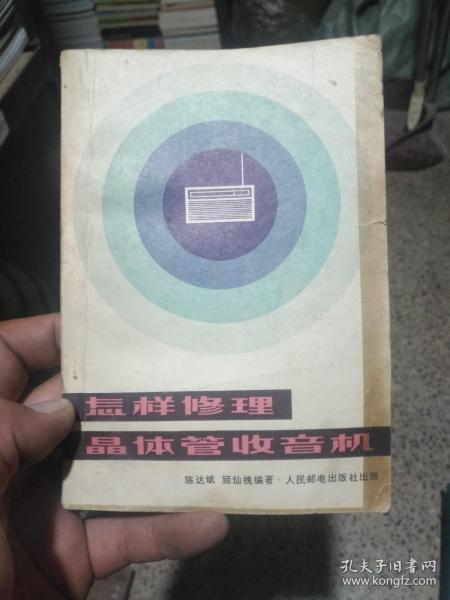 怎样修理
晶体管收音机
陈达斌 顾灿槐编著·人民邮电出版社出版
孔夫子旧书网
www.kongfz.com